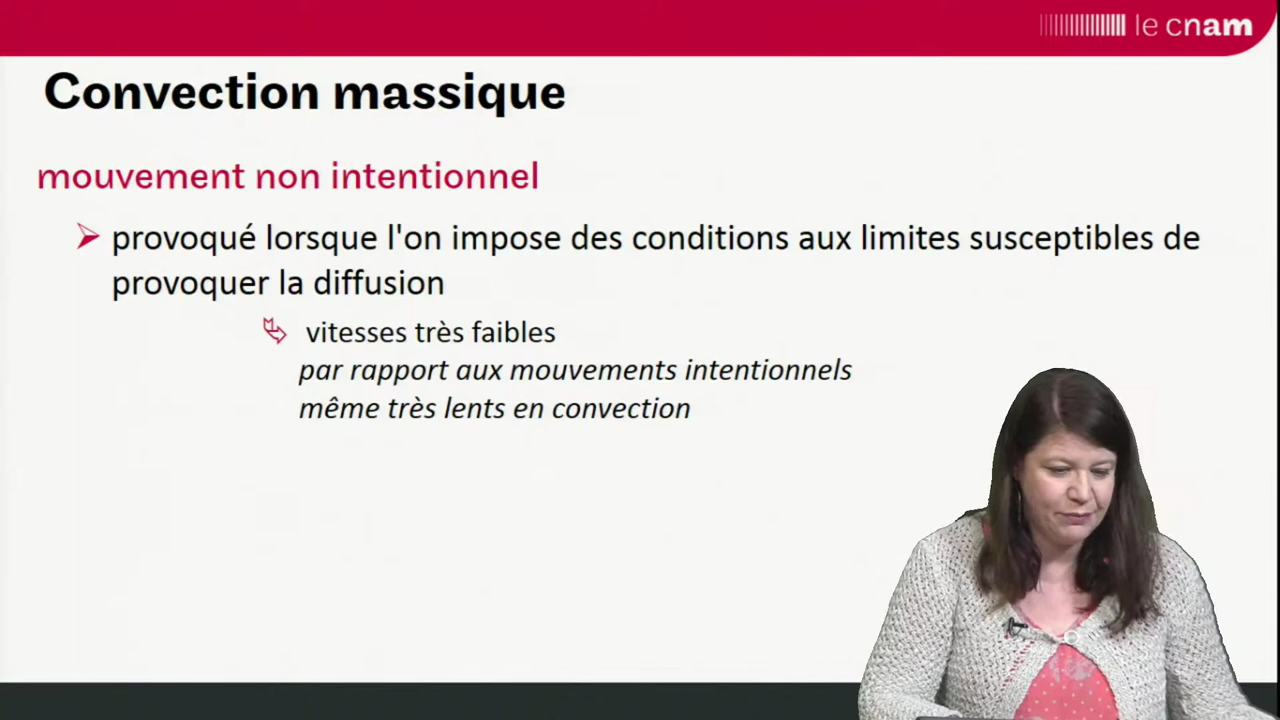 le cnam
Convection massique
mouvement non intentionnel
provoqué lorsque l'on impose des conditions aux limites susceptibles de
provoquer la diffusion
vitesses très faibles
par rapport aux mouvements intentionnels
même très lents en convection